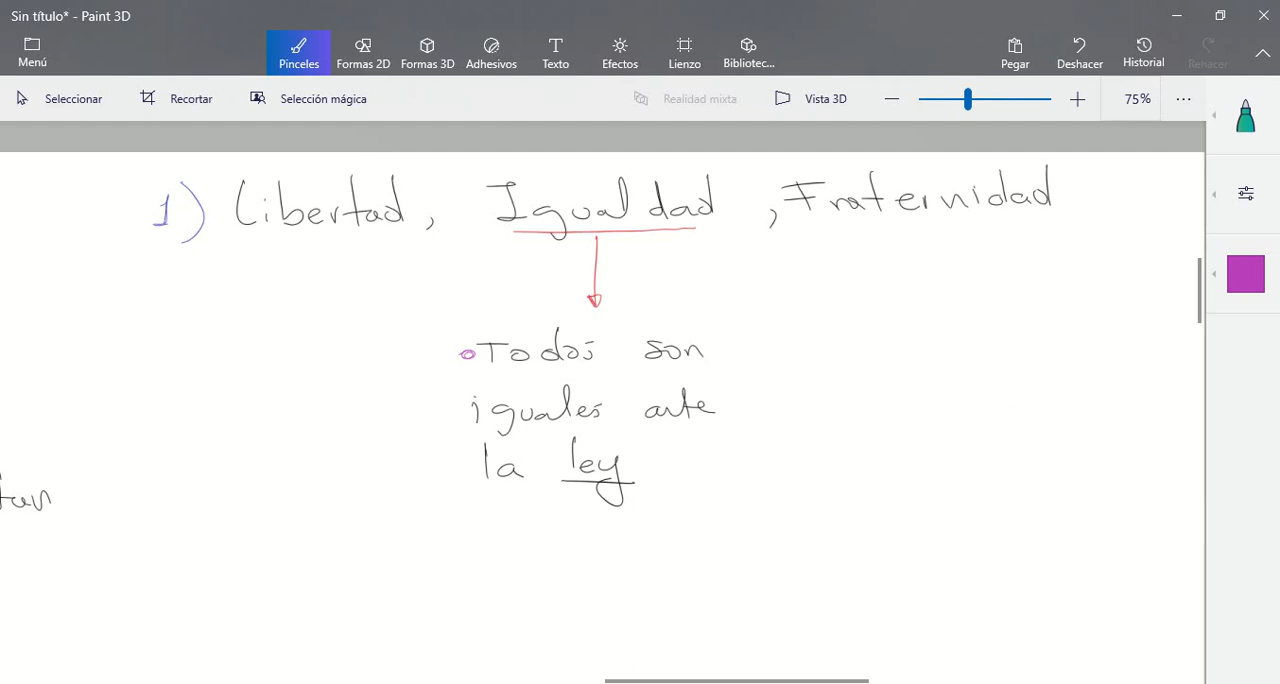 Sin título* - Paint 3D
Menú
Pinceles
Formas 2D
Formas 3D
Adhesivos
Texto
Efectos
Lienzo
Bibliotec...
Pegar
Deshacer
Historial
Rehacer
Seleccionar
Recortar
Selección mágica
Realidad mixta
Vista 3D
75%
1) Libertad, Igualdad, Fraternidad
Todos son
iguales ante
la ley